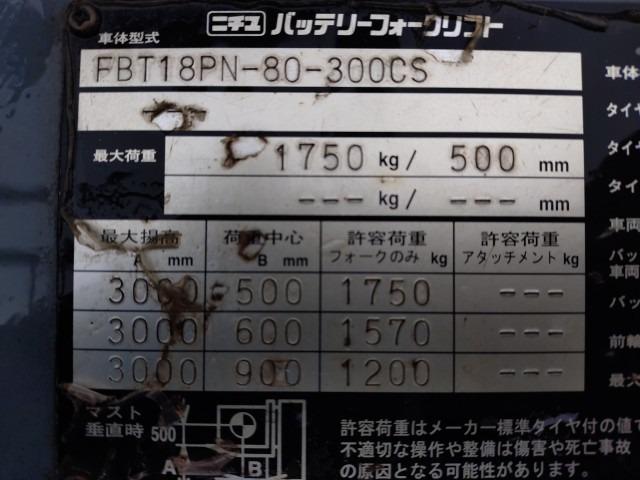 ニチユ バッテリーフォークリフト
車体型式
FBT18PN-80-300CS
車体
タイヤ
最大荷重 1750 kg/ 500 mm
タイ
--- kg/ --- mm
タイ
最大揚高 荷重中心 許容荷重 許容荷重
車両
A mm B mm フォークのみ kg アタッチメント kg
バッ
車両
3000 500 1750 ---
バッ
3000 600 1570 ---
前輪
3000 900 1200 ---
最大
マスト
垂直時 500
A B
許容荷重はメーカー標準タイヤ付の値で
不適切な操作や整備は傷害や死亡事故
の原因となる可能性があります。